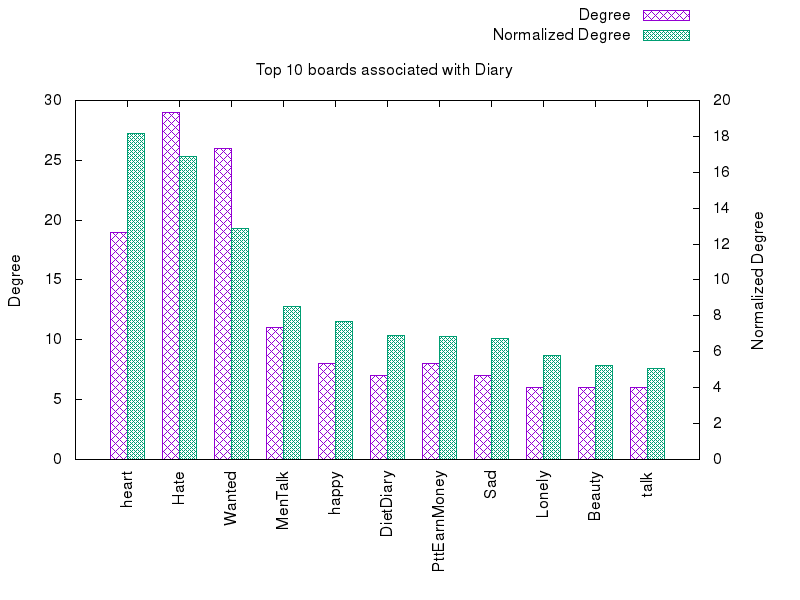 Degree
Normalized Degree
Top 10 boards associated with Diary
30
25
20
15
10
5
0
20
18
16
14
12
10
8
6
4
2
0
Degree
Normalized Degree
heart
Hate
Wanted
MenTalk
happy
DietDiary
PttEarnMoney
Sad
Lonely
Beauty
talk